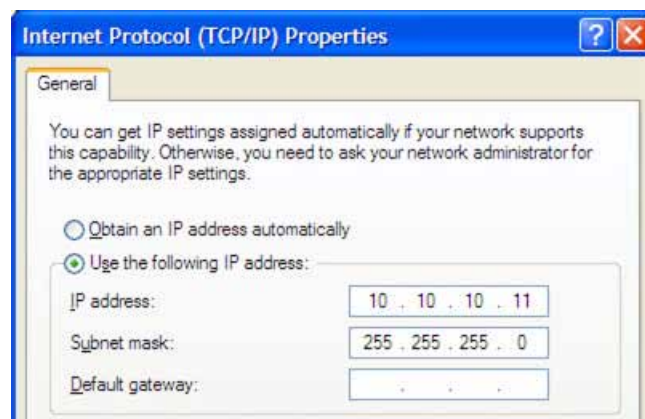 Internet Protocol (TCP/IP) Properties
General
You can get IP settings assigned automatically if your network supports
this capability. Otherwise, you need to ask your network administrator for
the appropriate IP settings.
Obtain an IP address automatically
Use the following IP address:
IP address: 10 . 10 . 10 . 11
Subnet mask: 255 . 255 . 255 . 0
Default gateway: . . .